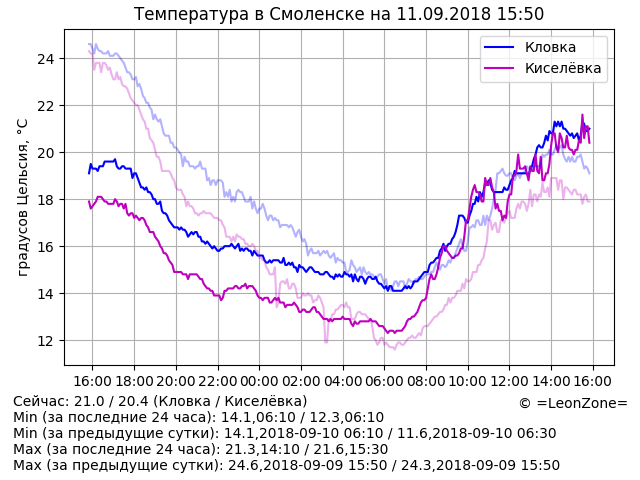 Температура в Смоленске на 11.09.2018 15:50
Кловка
Киселёвка
градусов Цельсия, °C
24
22
20
18
16
14
12
16:00 18:00 20:00 22:00 00:00 02:00 04:00 06:00 08:00 10:00 12:00 14:00 16:00
Сейчас: 21.0 / 20.4 (Кловка / Киселёвка)
© =LeonZone=
Min (за последние 24 часа): 14.1,06:10 / 12.3,06:10
Min (за предыдущие сутки): 14.1,2018-09-10 06:10 / 11.6,2018-09-10 06:30
Max (за последние 24 часа): 21.3,14:10 / 21.6,15:30
Max (за предыдущие сутки): 24.6,2018-09-09 15:50 / 24.3,2018-09-09 15:50